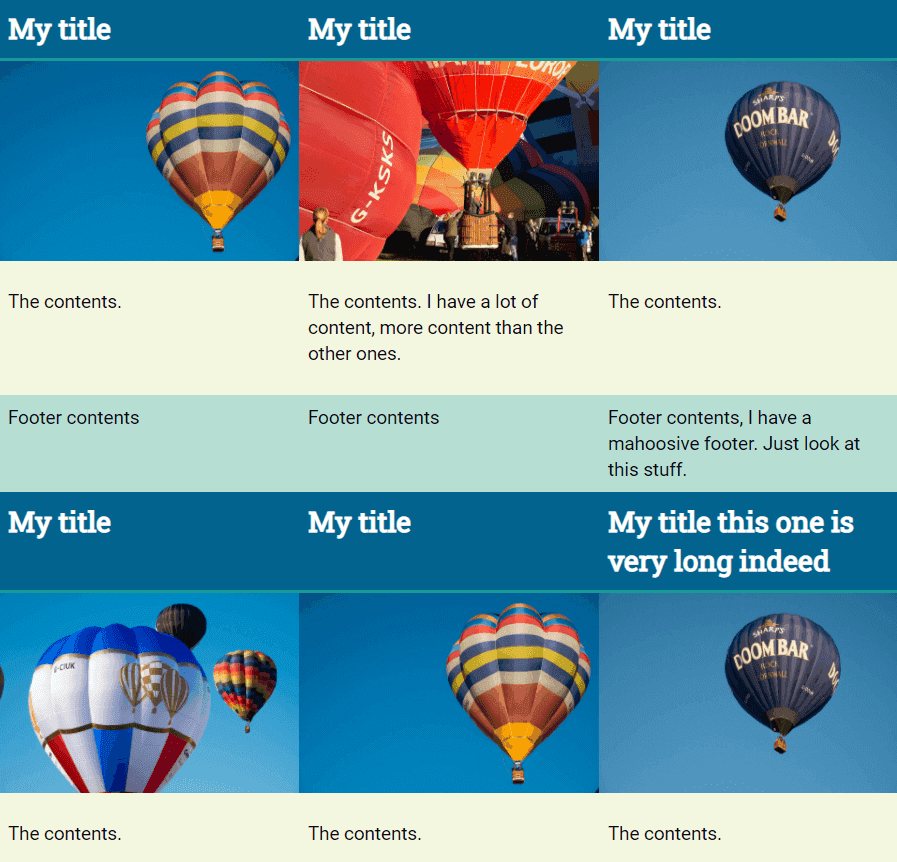 My title
My title
My title
G-KSKS
SHARP'S
DOOM BAR
The contents.
The contents. I have a lot of
content, more content than the
other ones.
The contents.
Footer contents
Footer contents
Footer contents, I have a
mahoosive footer. Just look at
this stuff.
My title
My title
My title this one is
very long indeed
G-CIUK
SHARP'S
DOOM BAR
The contents.
The contents.
The contents.